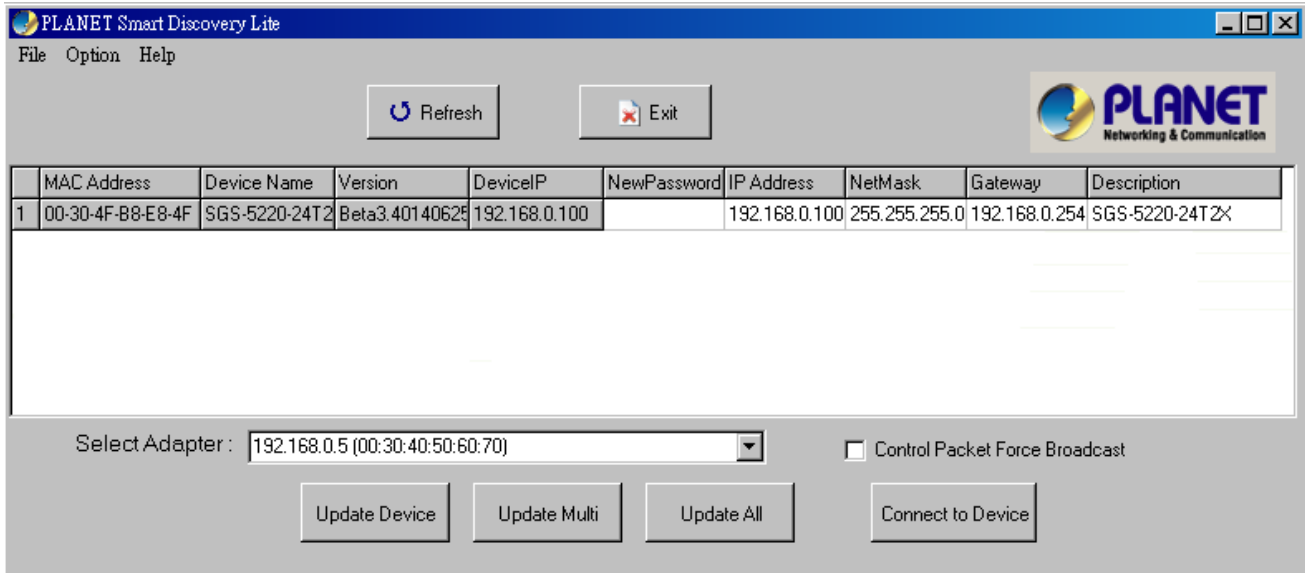 PLANET Smart Discovery Lite
File Option Help
Refresh Exit
PLANET
Networking & Communication
MAC Address Device Name Version DeviceIP NewPassword IP Address NetMask Gateway Description
1 00-30-4F-B8-E8-4F SGS-5220-24T2 Beta3.40140625 192.168.0.100 192.168.0.100 255.255.255.0 192.168.0.254 SGS-5220-24T2X
Select Adapter : 192.168.0.5 (00:30:40:50:60:70) Control Packet Force Broadcast
Update Device Update Multi Update All Connect to Device